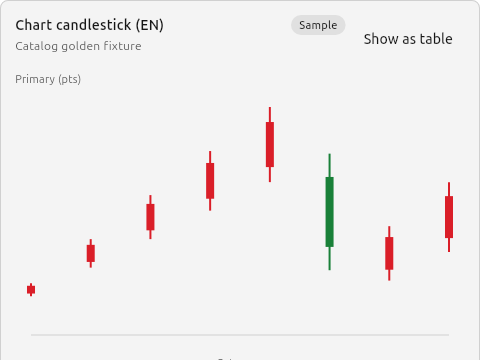 Chart candlestick (EN)
Sample
Catalog golden fixture
Show as table
Primary (pts)